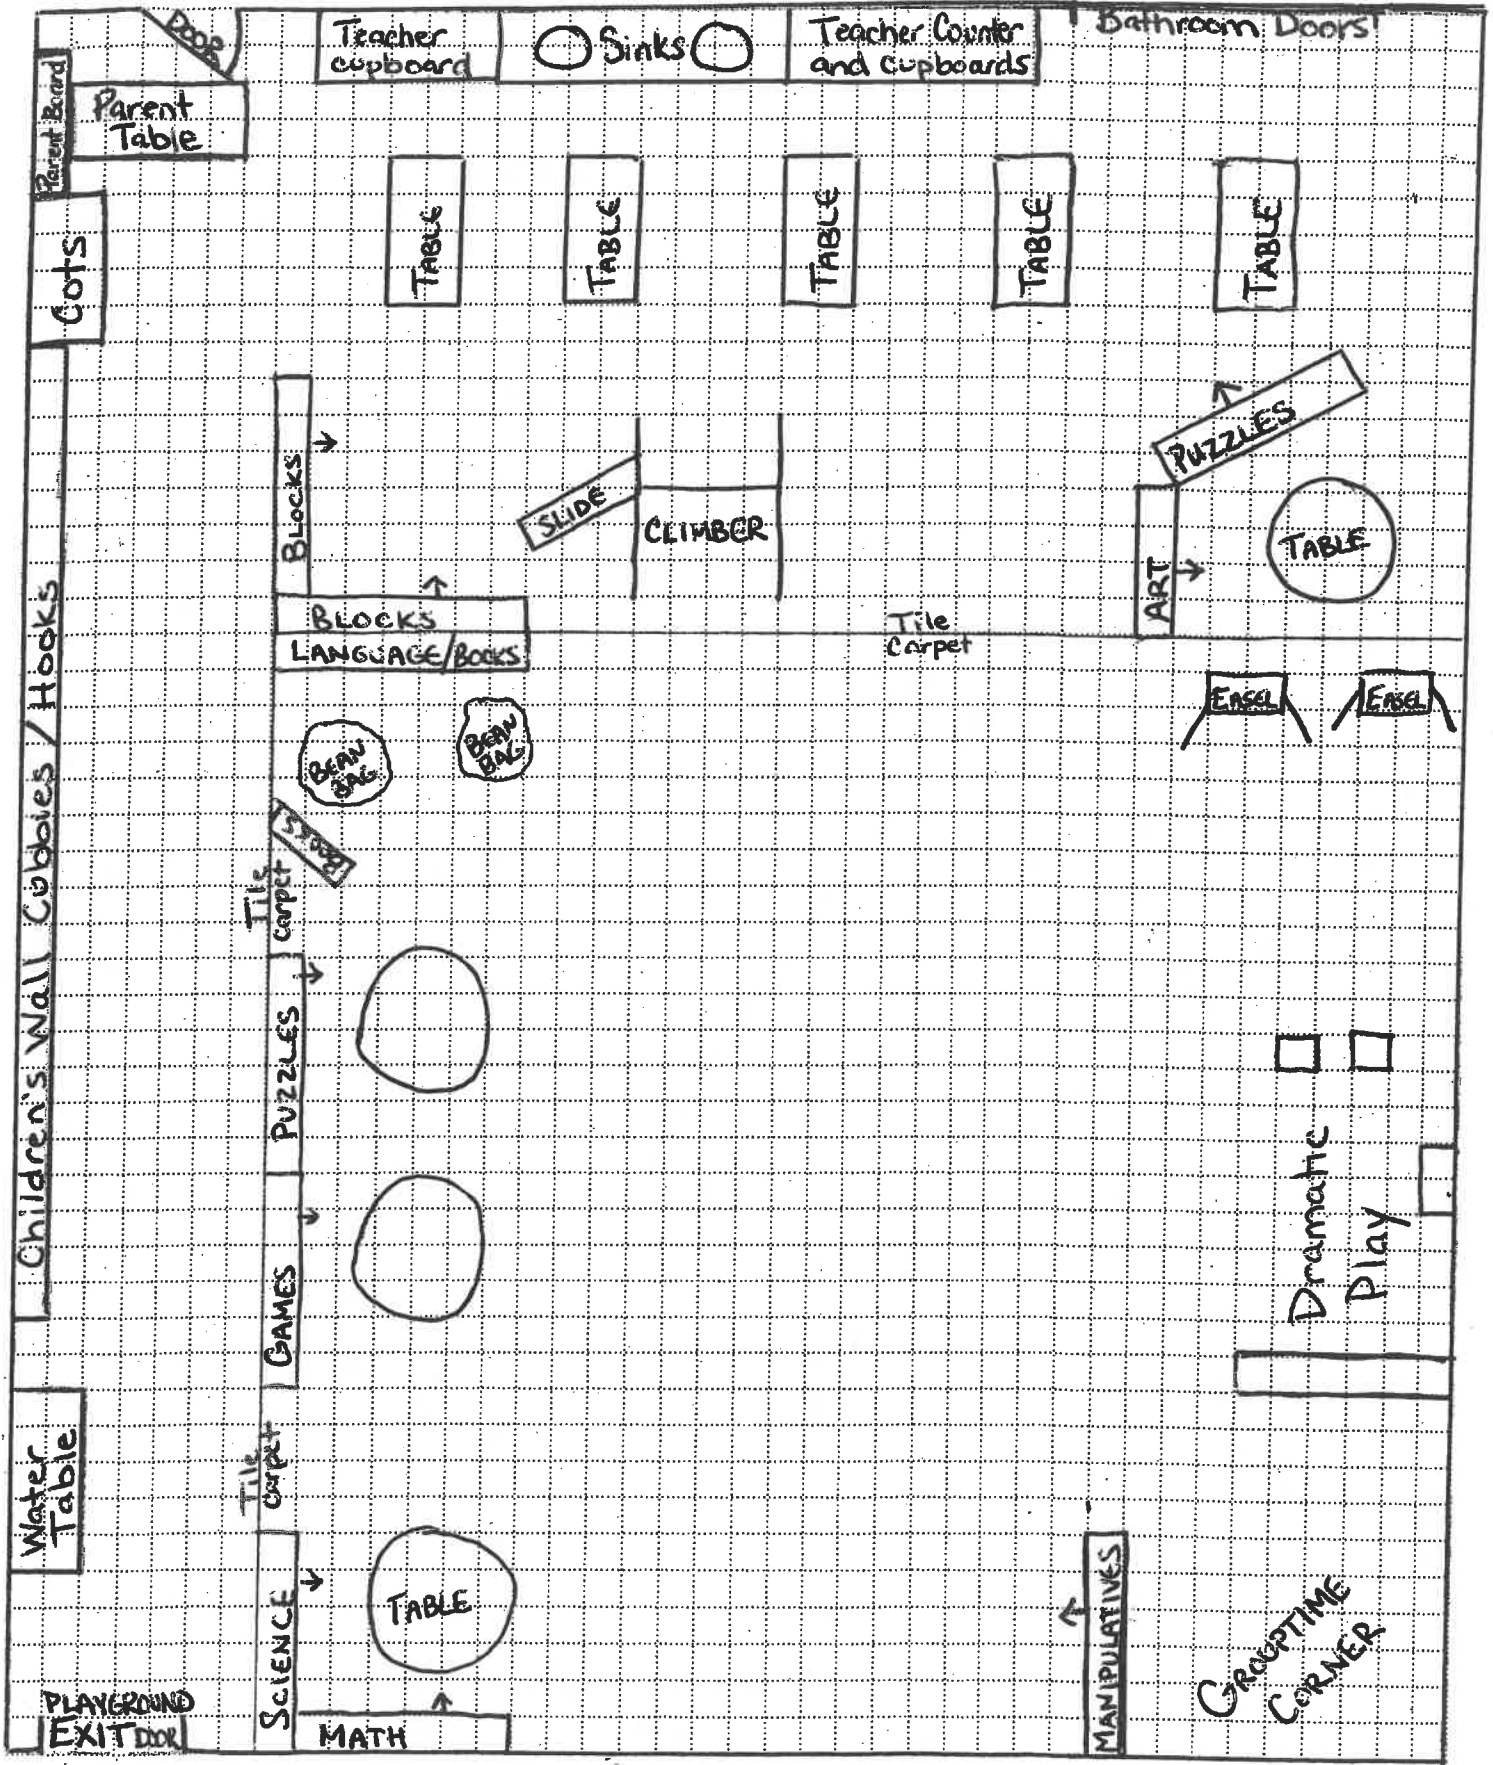 Door
Teacher
cupboard
Sinks
Teacher Counter
and cupboards
Bathroom Doors
Parent Board
Parent
Table
Cots
TABLE
TABLE
TABLE
TABLE
TABLE
BLOCKS
SLIDE
CLIMBER
PUZZLES
ART
TABLE
BLOCKS
LANGUAGE/BOOKS
Tile
Carpet
EASEL
EASEL
BEAN
BAG
BEAN
BAG
BOOKS
Children's Wall Cubbies / Hooks
Tile
carpet
PUZZLES
GAMES
Dramatic
Play
Tile
carpet
Water
Table
SCIENCE
TABLE
MATH
MANIPULATIVES
GROUPTIME
CORNER
PLAYGROUND
EXIT DOOR